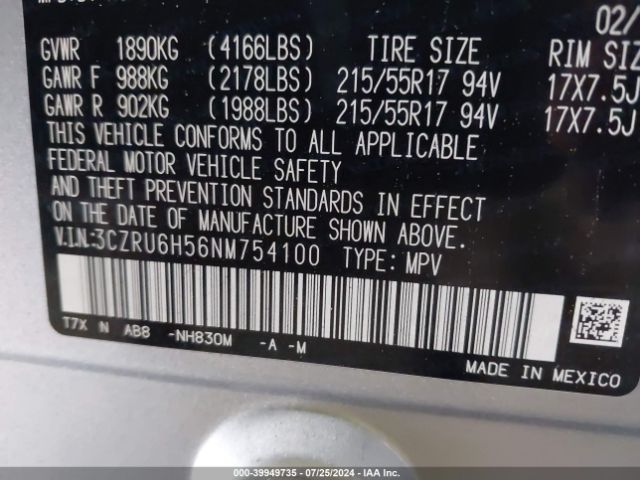 02/
GVWR 1890KG (4166LBS) TIRE SIZE RIM SIZ
GAWR F 988KG (2178LBS) 215/55R17 94V 17X7.5J
GAWR R 902KG (1988LBS) 215/55R17 94V 17X7.5J
THIS VEHICLE CONFORMS TO ALL APPLICABLE
FEDERAL MOTOR VEHICLE SAFETY
AND THEFT PREVENTION STANDARDS IN EFFECT
ON THE DATE OF MANUFACTURE SHOWN ABOVE.
V.I.N:3CZRU6H56NM754100 TYPE: MPV
T7X N AB8 -NH830M -A -M
MADE IN MEXICO
000-39949735 - 07/25/2024 - IAA Inc.